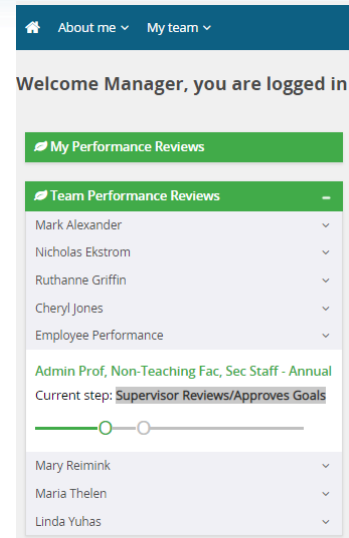 About me My team
Welcome Manager, you are logged in
My Performance Reviews
Team Performance Reviews
Mark Alexander
Nicholas Ekstrom
Ruthanne Griffin
Cheryl Jones
Employee Performance
Admin Prof, Non-Teaching Fac, Sec Staff - Annual
Current step: Supervisor Reviews/Approves Goals
Mary Reimink
Maria Thelen
Linda Yuhas